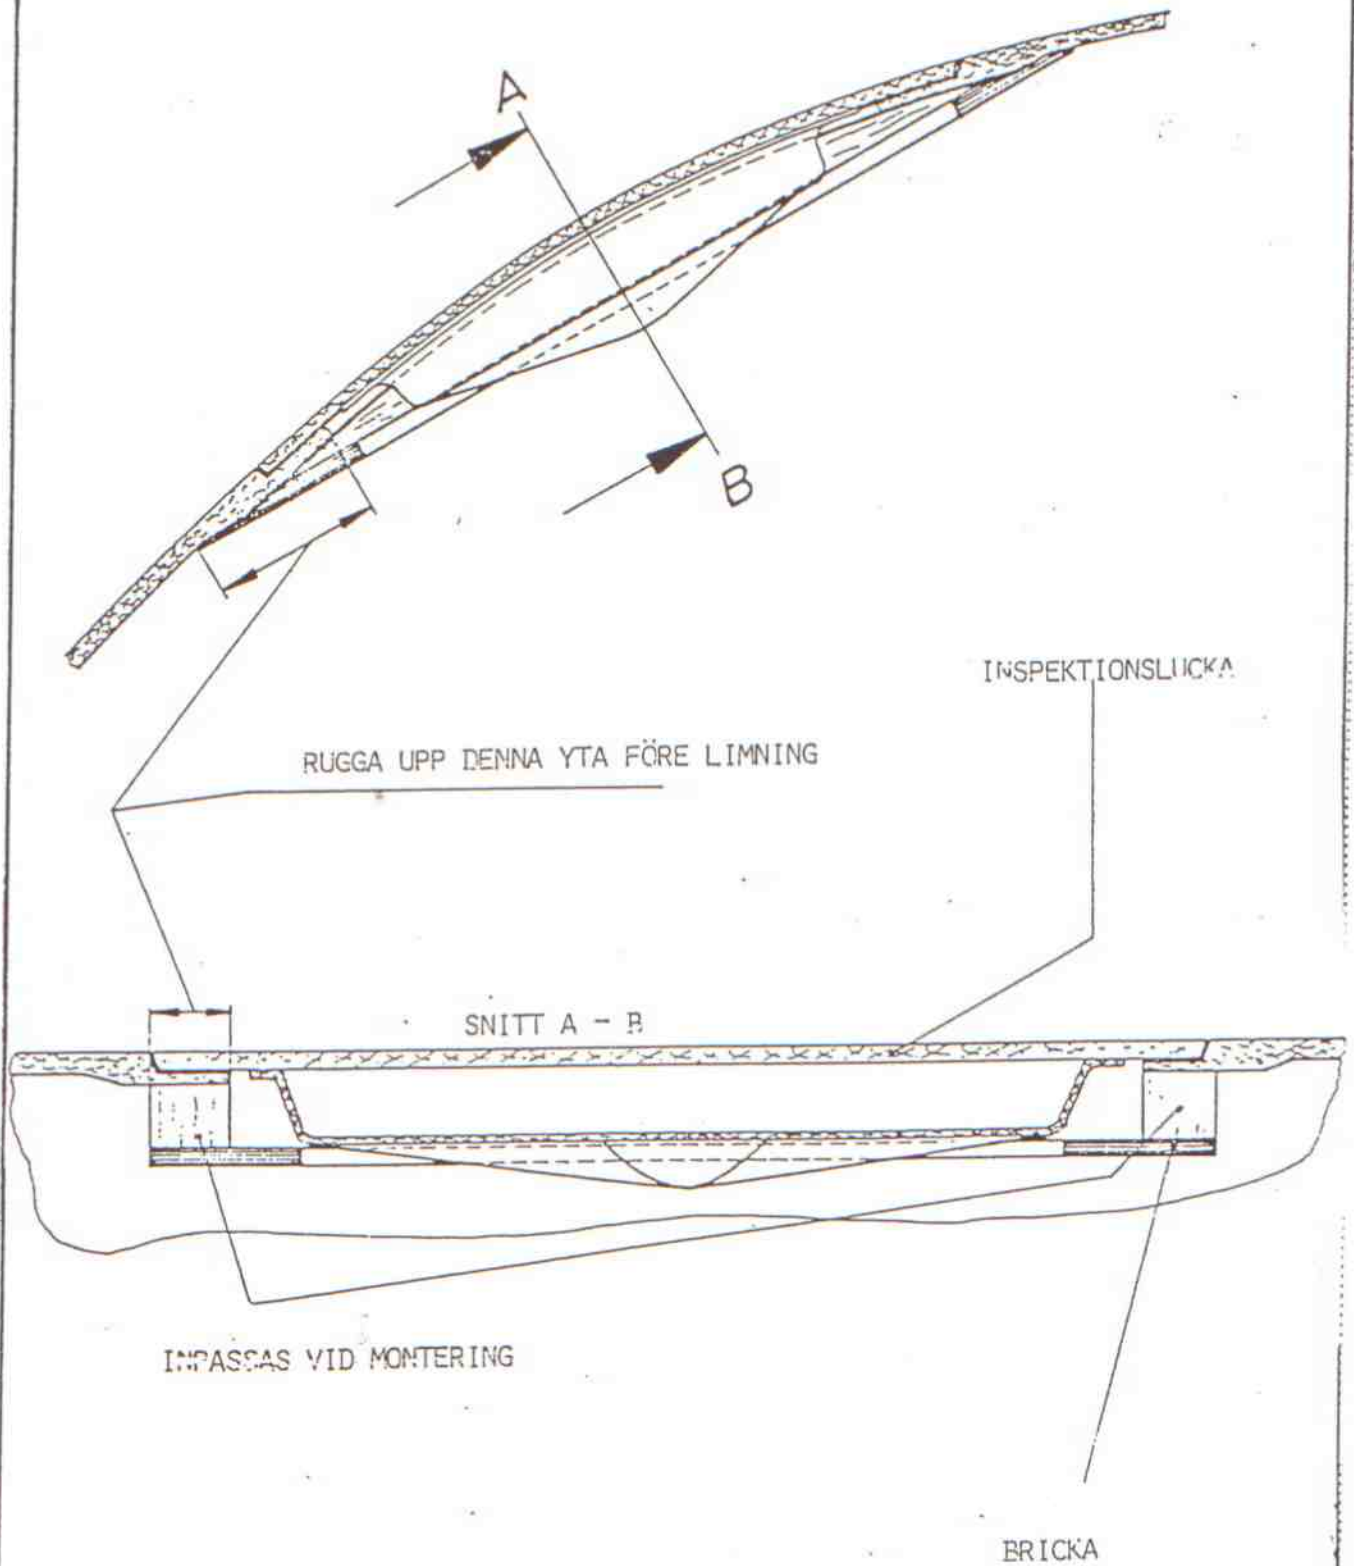 A
B
INSPEKTIONSLUCKA
RUGGA UPP DENNA YTA FÖRE LIMNING
SNITT A - B
INPASSAS VID MONTERING
BRICKA